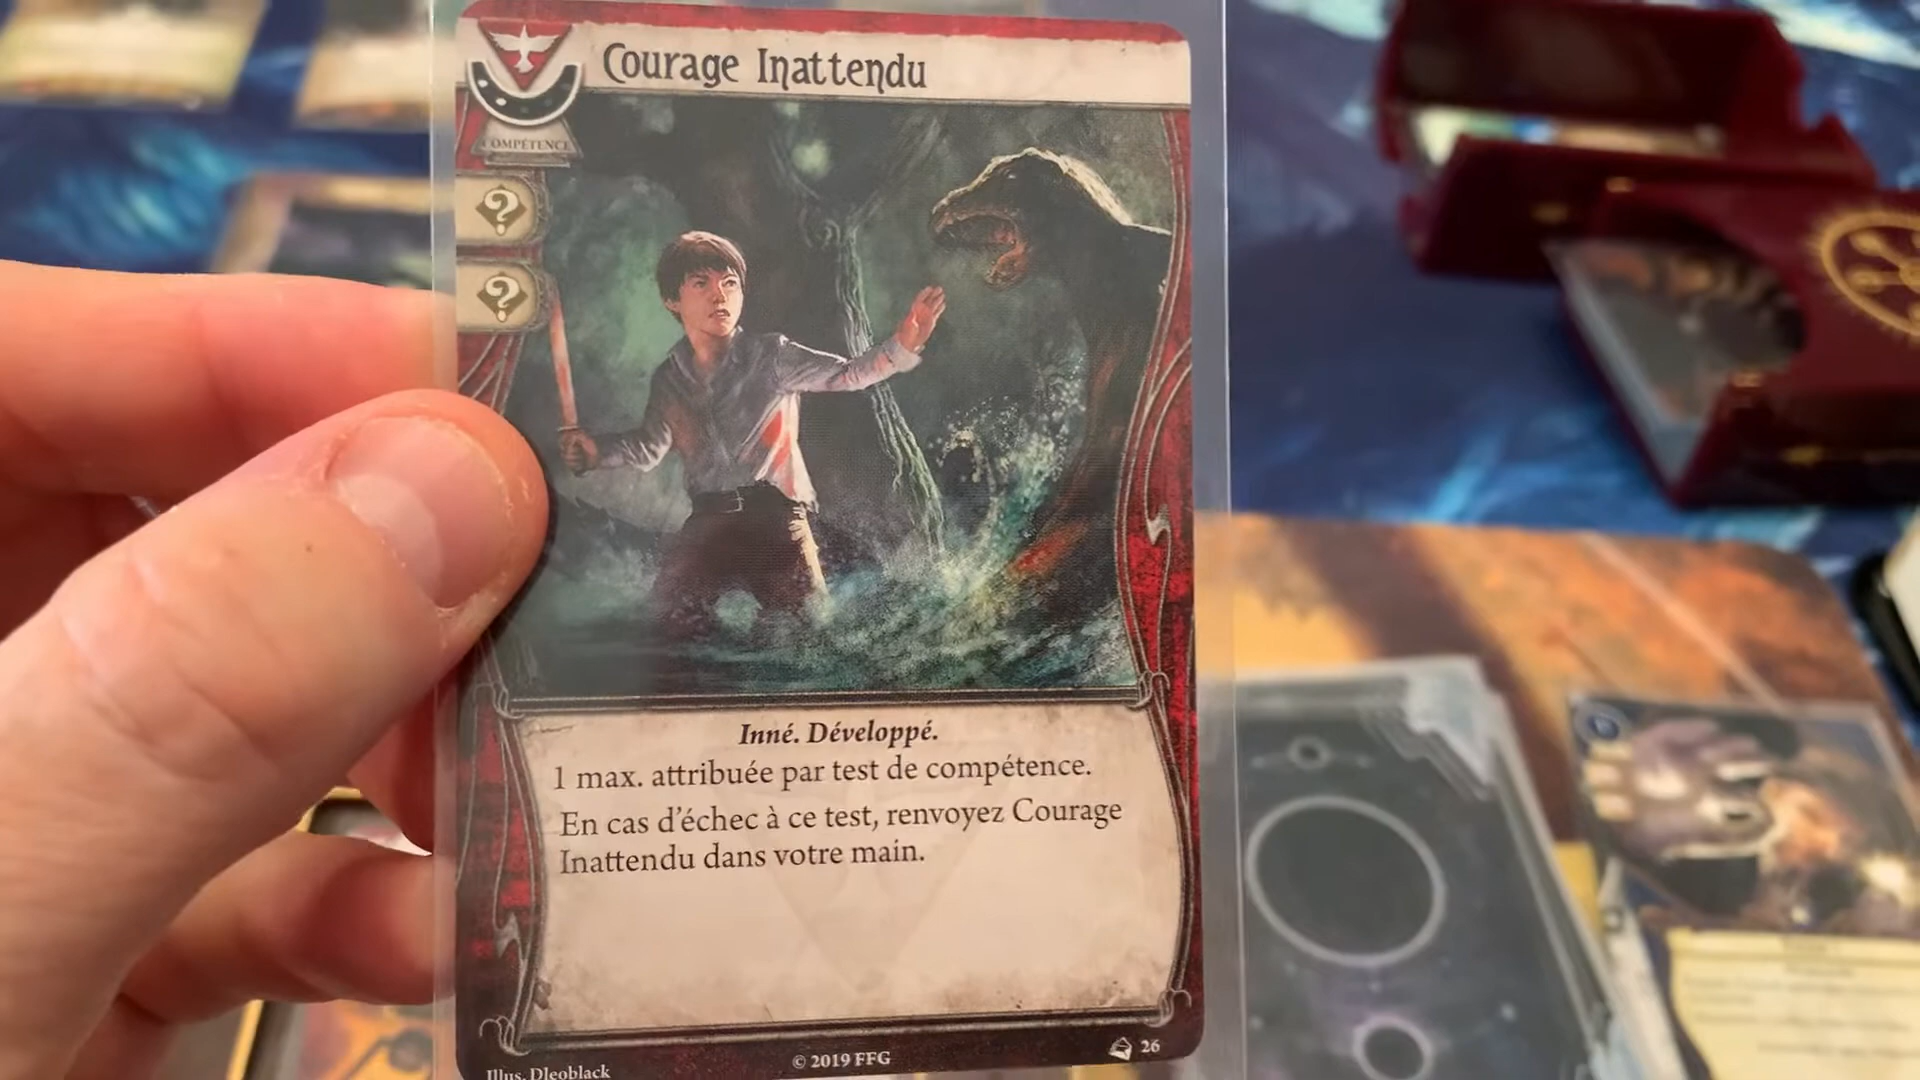 Courage Inattendu
COMPÉTENCE
?
?
Inné. Développé.
1 max. attribuée par test de compétence.
En cas d'échec à ce test, renvoyez Courage
Inattendu dans votre main.
Illus. Dleoblack
© 2019 FFG
26